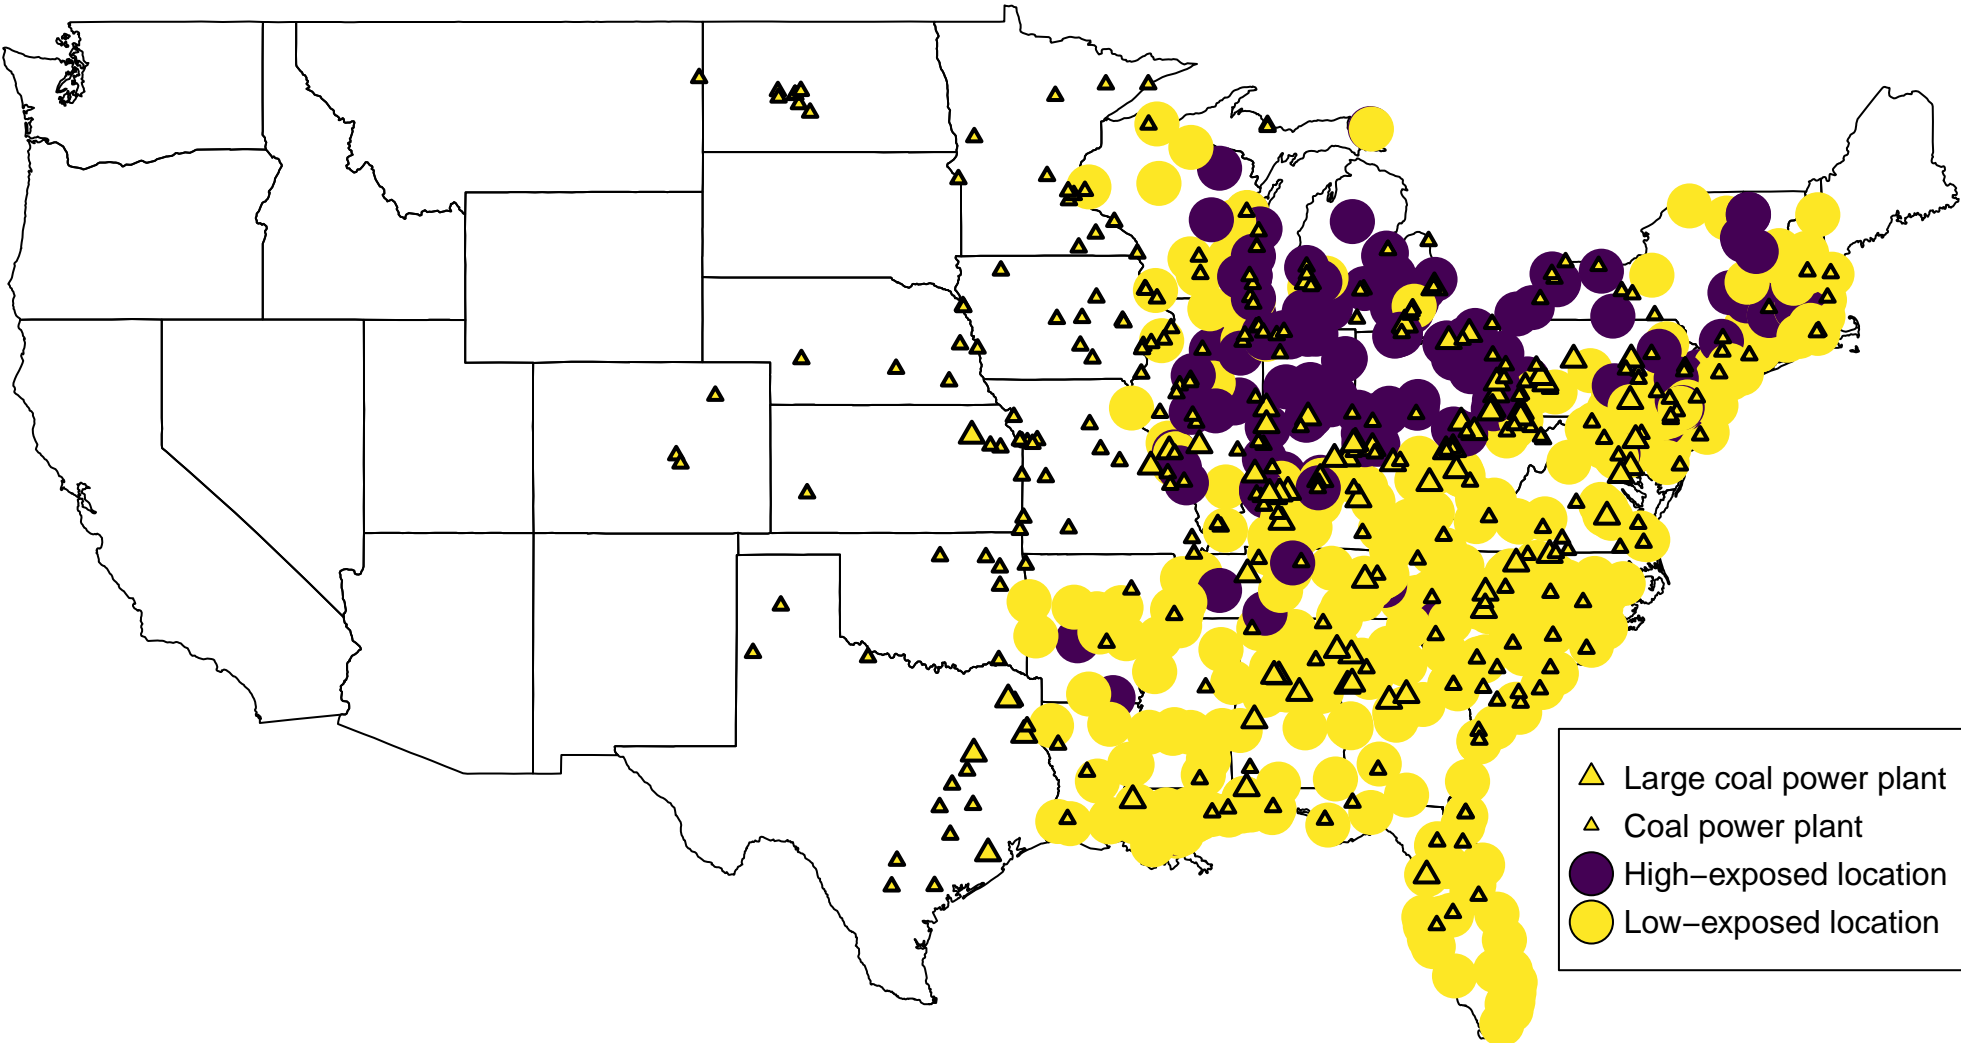 Large coal power plant
Coal power plant
High−exposed location
Low−exposed location